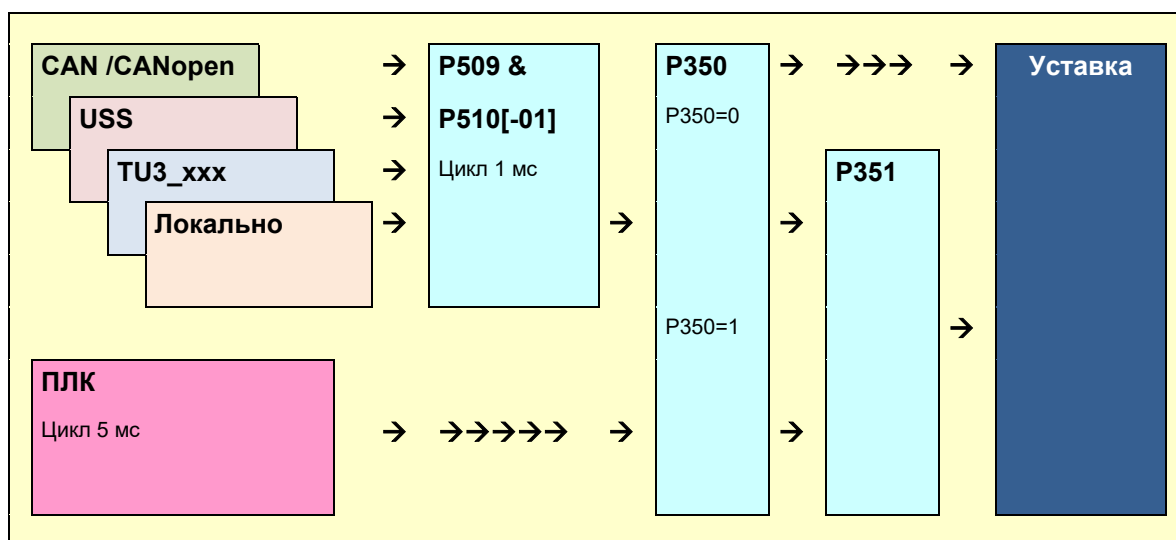 CAN /CANopen → P509 & P350 → →→→ → Уставка
USS → P510[-01] P350=0
TU3_xxx → Цикл 1 мс P351
Локально → → →
P350=1 →
ПЛК
Цикл 5 мс → →→→→→ → →